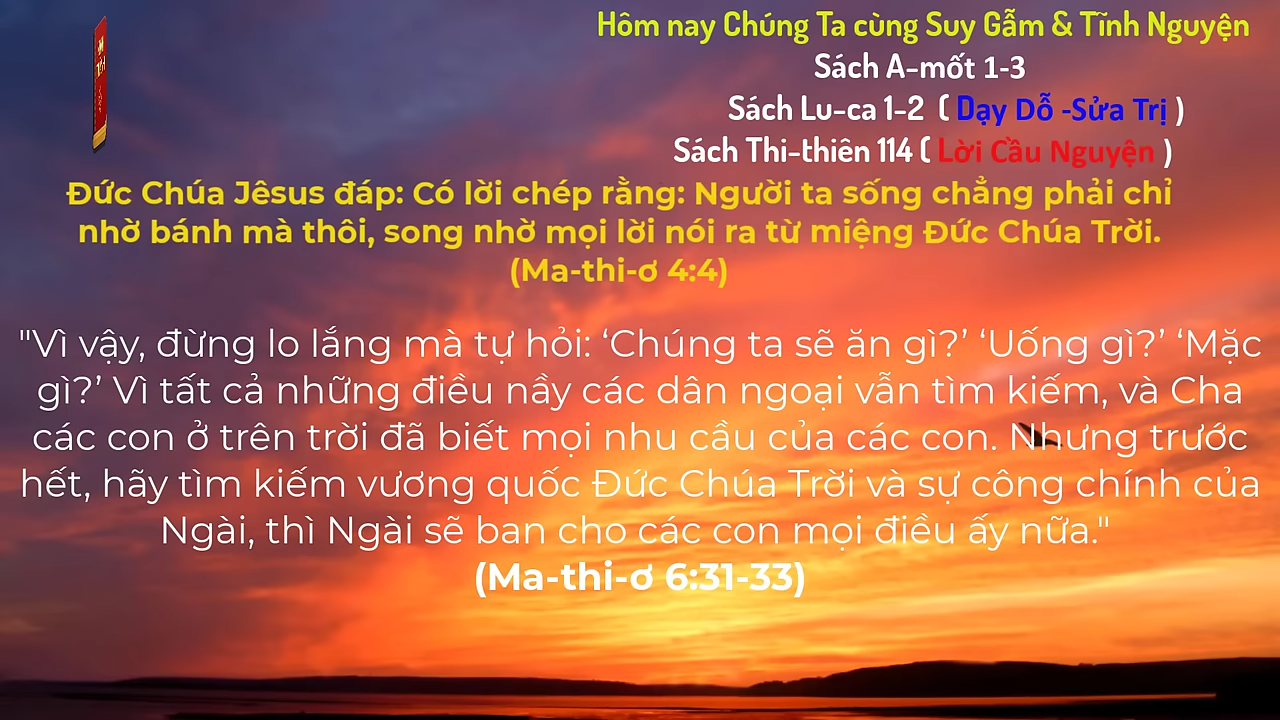 Hôm nay Chúng Ta cùng Suy Gẫm & Tĩnh Nguyện
Sách A-mốt 1-3
Sách Lu-ca 1-2 ( Dạy Dỗ -Sửa Trị )
Sách Thi-thiên 114 ( Lời Cầu Nguyện )
Đức Chúa Jêsus đáp: Có lời chép rằng: Người ta sống chẳng phải chỉ
nhờ bánh mà thôi, song nhờ mọi lời nói ra từ miệng Đức Chúa Trời.
(Ma-thi-ơ 4:4)
"Vì vậy, đừng lo lắng mà tự hỏi: ‘Chúng ta sẽ ăn gì?’ ‘Uống gì?’ ‘Mặc
gì?’ Vì tất cả những điều nầy các dân ngoại vẫn tìm kiếm, và Cha
các con ở trên trời đã biết mọi nhu cầu của các con. Nhưng trước
hết, hãy tìm kiếm vương quốc Đức Chúa Trời và sự công chính của
Ngài, thì Ngài sẽ ban cho các con mọi điều ấy nữa."
(Ma-thi-ơ 6:31-33)